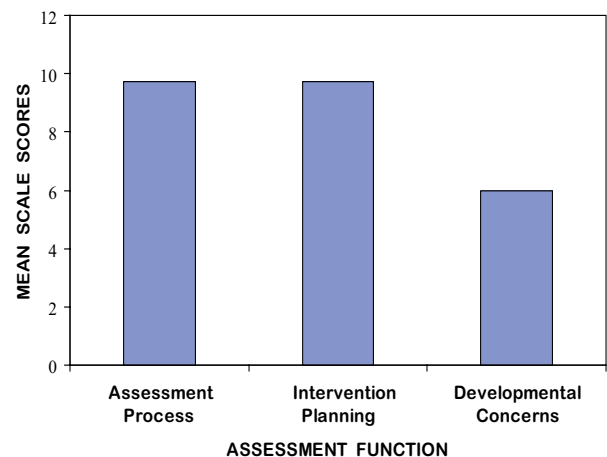 MEAN SCALE SCORES
12
10
8
6
4
2
0
Assessment Process
Intervention Planning
Developmental Concerns
ASSESSMENT FUNCTION